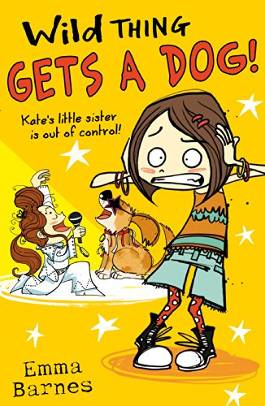 Wild THING
GETS A DOG!
Kate's little sister
is out of control!
Emma
Barnes